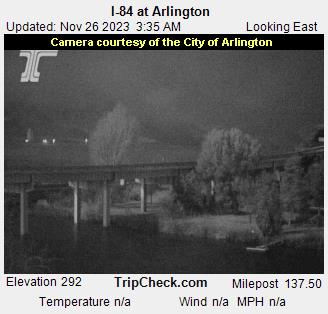 I-84 at Arlington
Updated: Nov 26 2023 3:35 AM Looking East
Camera courtesy of the City of Arlington
Elevation 292 TripCheck.com Milepost 137.50
Temperature n/a Wind n/a MPH n/a